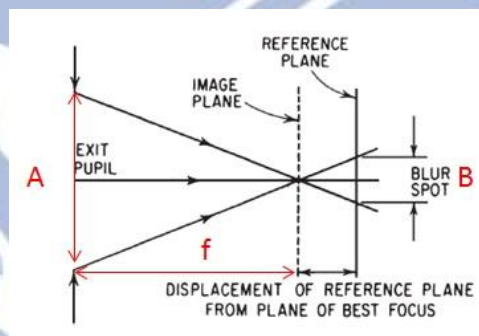 REFERENCE
PLANE
IMAGE
PLANE
EXIT
PUPIL
A
BLUR
SPOT
B
f
DISPLACEMENT OF REFERENCE PLANE
FROM PLANE OF BEST FOCUS